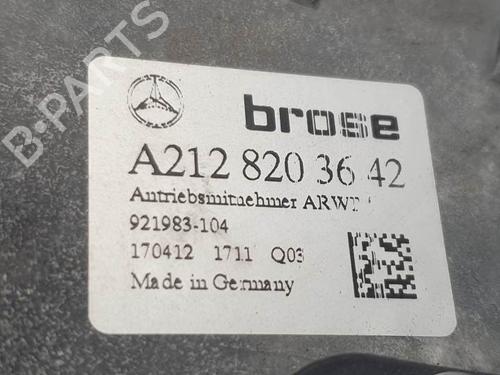 B-PARTS
brose
A212 820 36 42
Antriebsmitnehmer ARWT
921983-104
170412 1711 Q03
Made in Germany